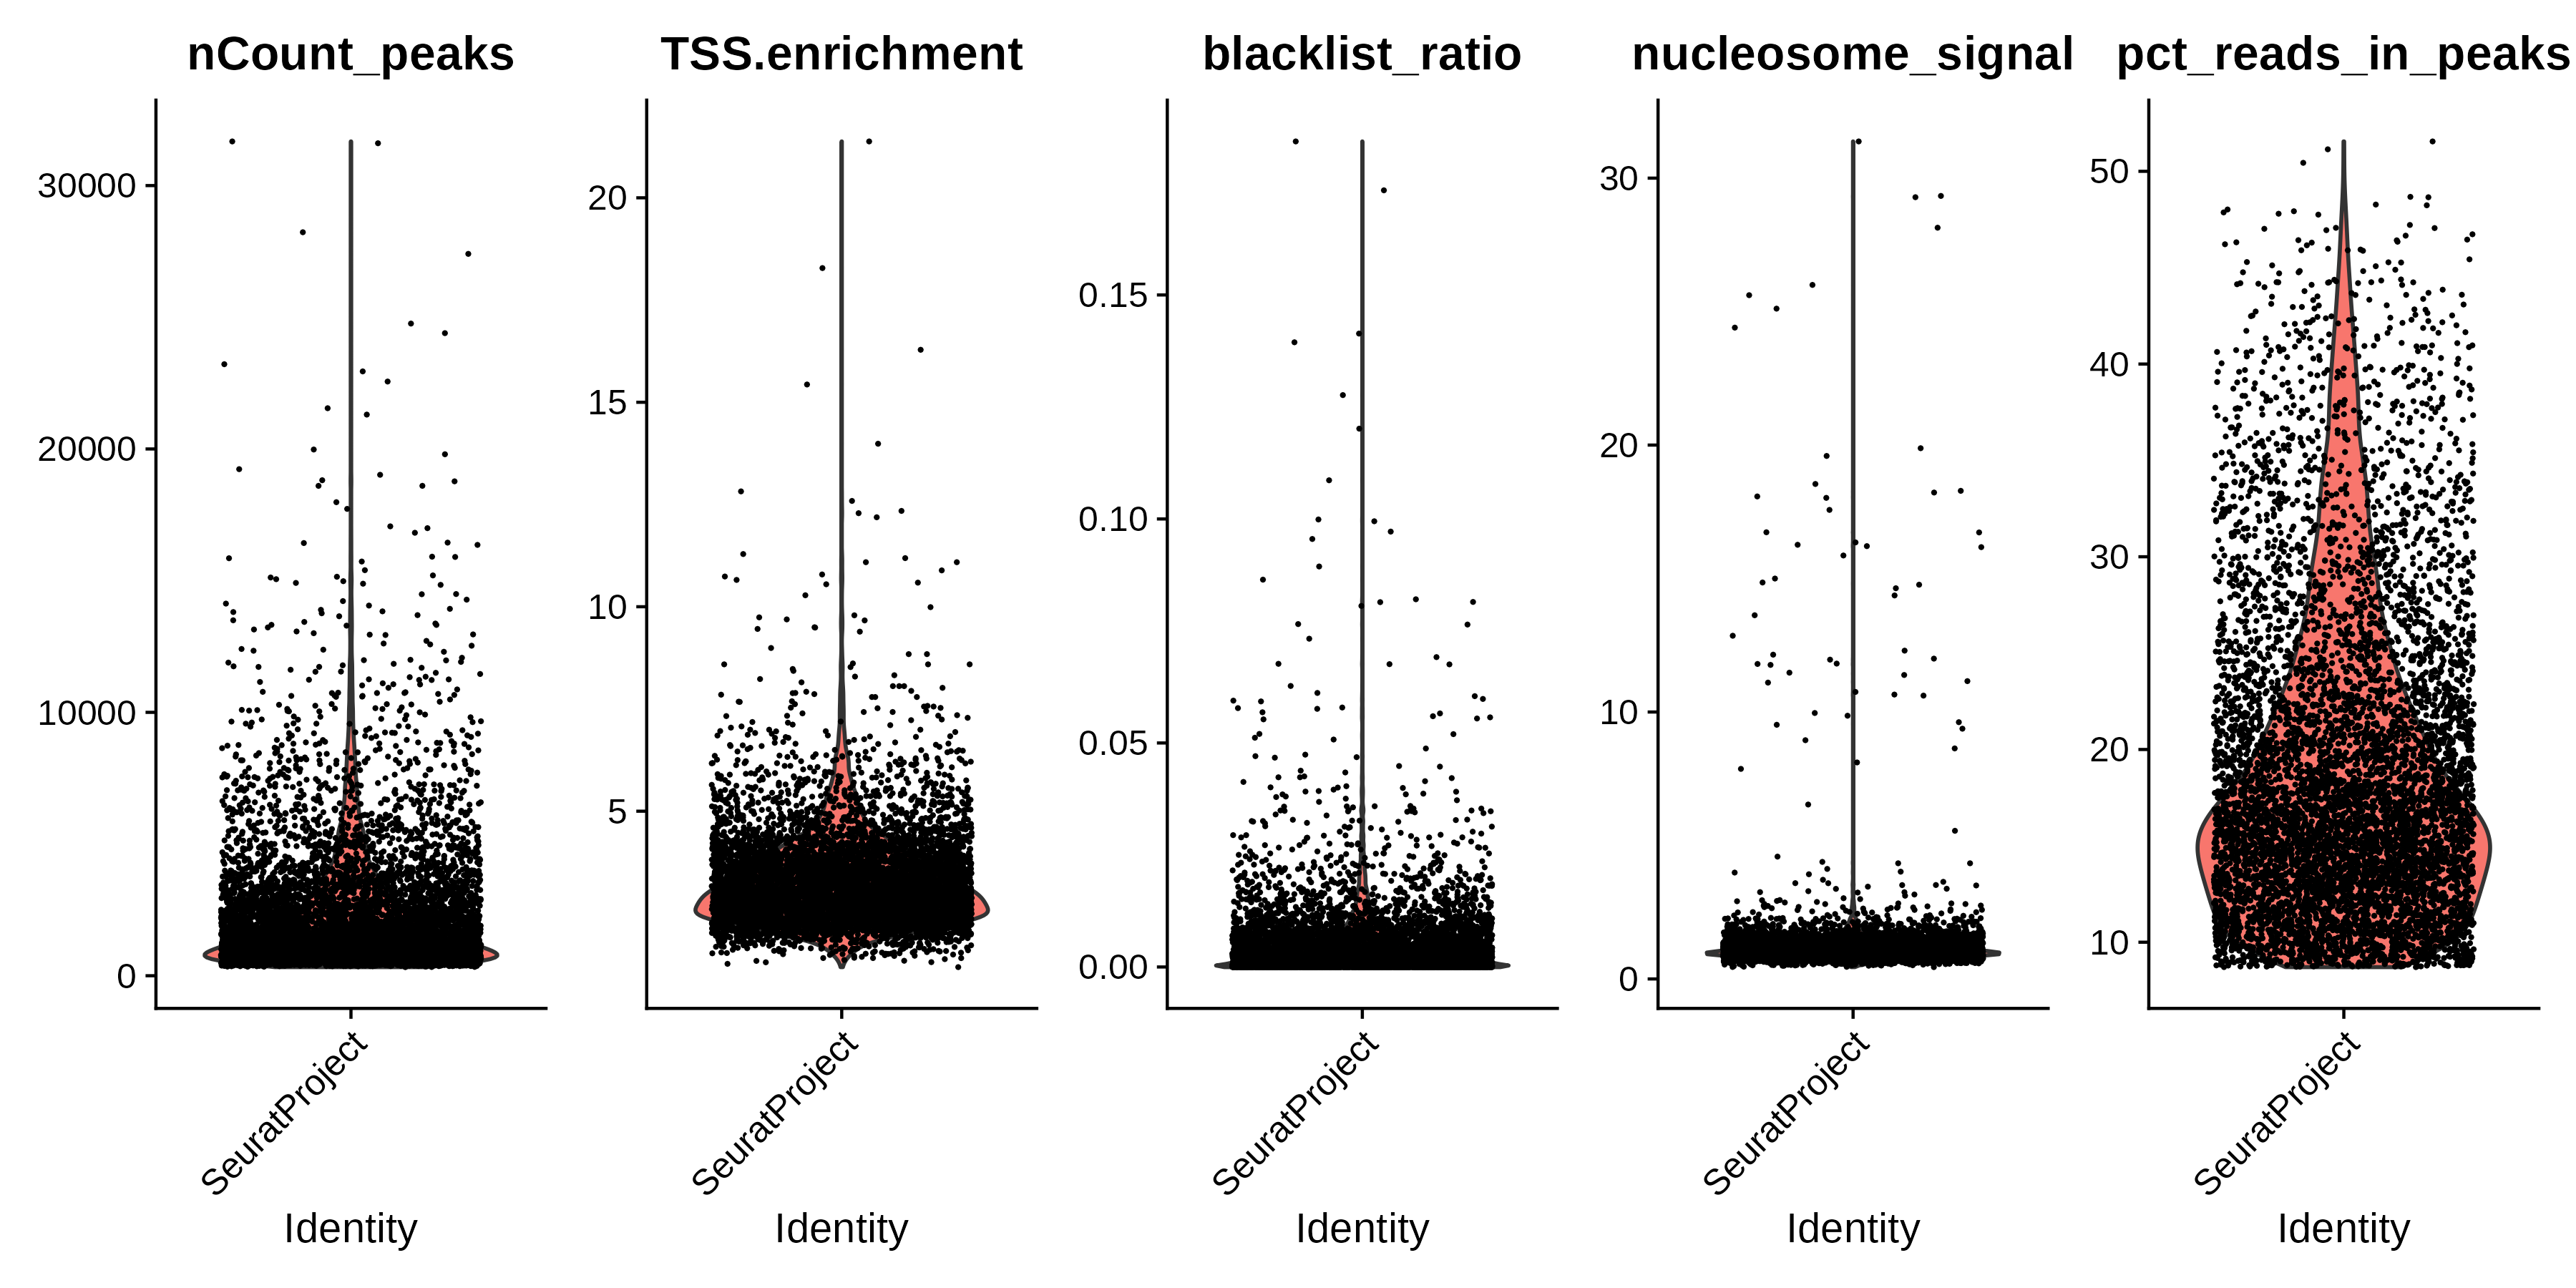 nCount_peaks
30000
20000
10000
0
SeuratProject
Identity
TSS.enrichment
20
15
10
5
SeuratProject
Identity
blacklist_ratio
0.15
0.10
0.05
0.00
SeuratProject
Identity
nucleosome_signal
30
20
10
0
SeuratProject
Identity
pct_reads_in_peaks
50
40
30
20
10
SeuratProject
Identity